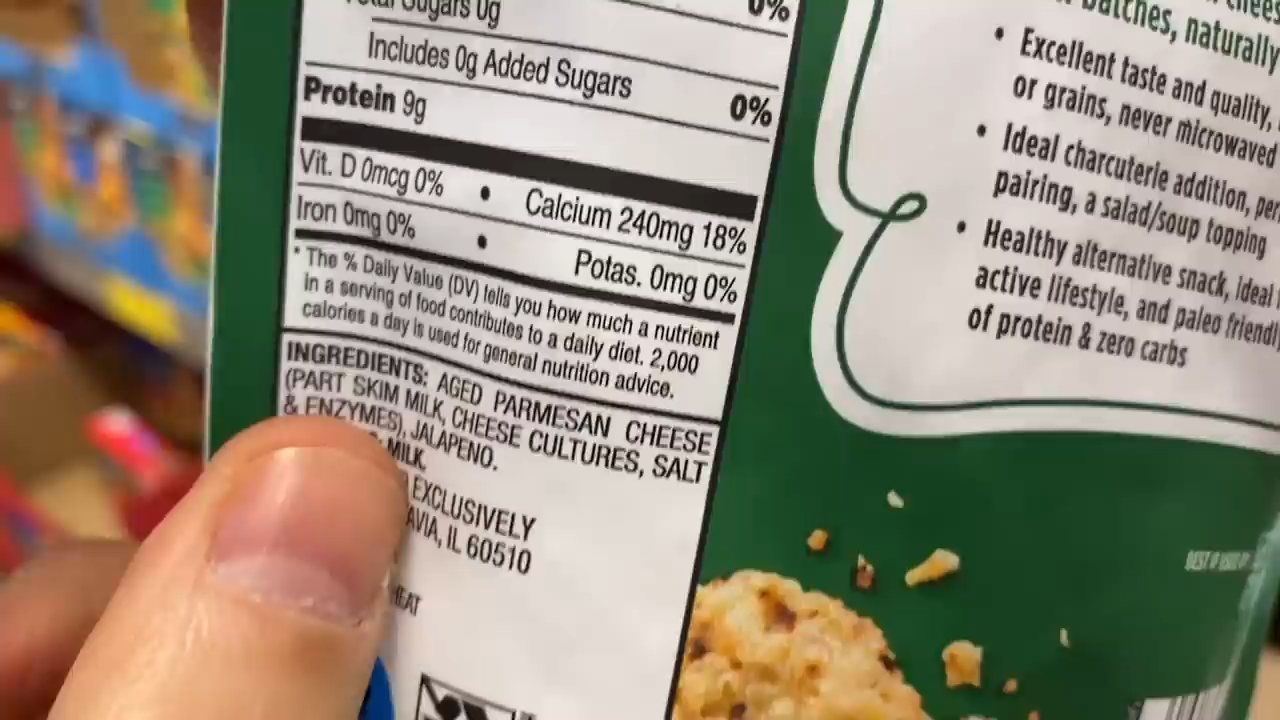 Total Sugars 0g 0%
Includes 0g Added Sugars 0%
Protein 9g
Vit. D 0mcg 0% • Calcium 240mg 18%
Iron 0mg 0% • Potas. 0mg 0%
* The % Daily Value (DV) tells you how much a nutrient
in a serving of food contributes to a daily diet. 2,000
calories a day is used for general nutrition advice.
INGREDIENTS: AGED PARMESAN CHEESE
(PART SKIM MILK, CHEESE CULTURES, SALT
& ENZYMES), JALAPENO.
MILK.
EXCLUSIVELY
AVIA, IL 60510
HEAT
batches, naturally
• Excellent taste and quality,
or grains, never microwaved
• Ideal charcuterie addition,
pairing, a salad/soup topping
• Healthy alternative snack, ideal
active lifestyle, and paleo friendly
of protein & zero carbs
BEST IF USED BY